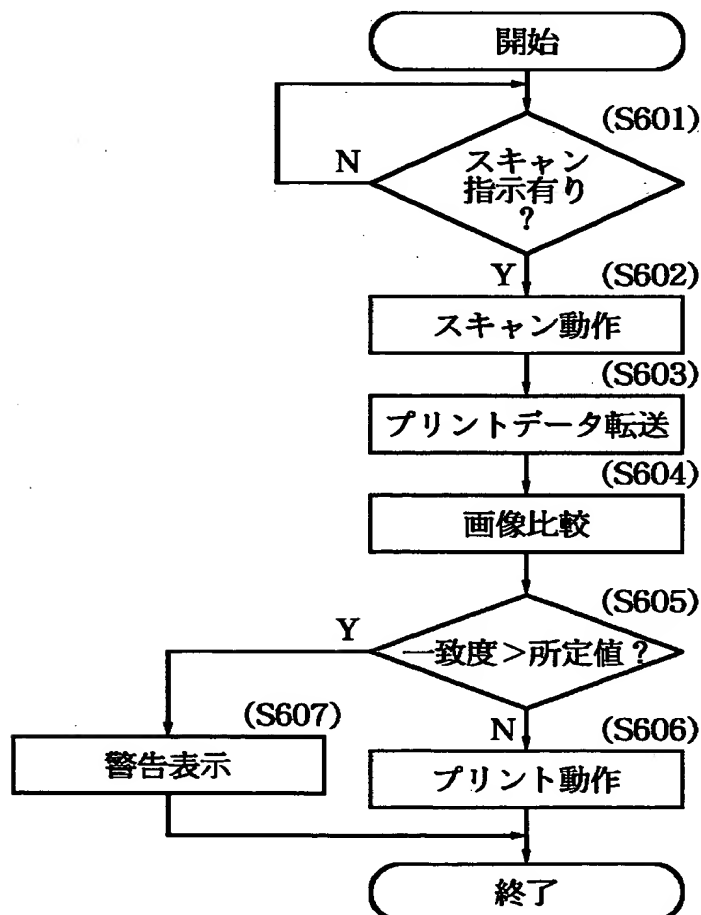 開始
(S601)
スキャン
指示有り
?
N
Y
(S602)
スキャン動作
(S603)
プリントデータ転送
(S604)
画像比較
(S605)
一致度>所定値?
Y
N
(S607)
警告表示
(S606)
プリント動作
終了